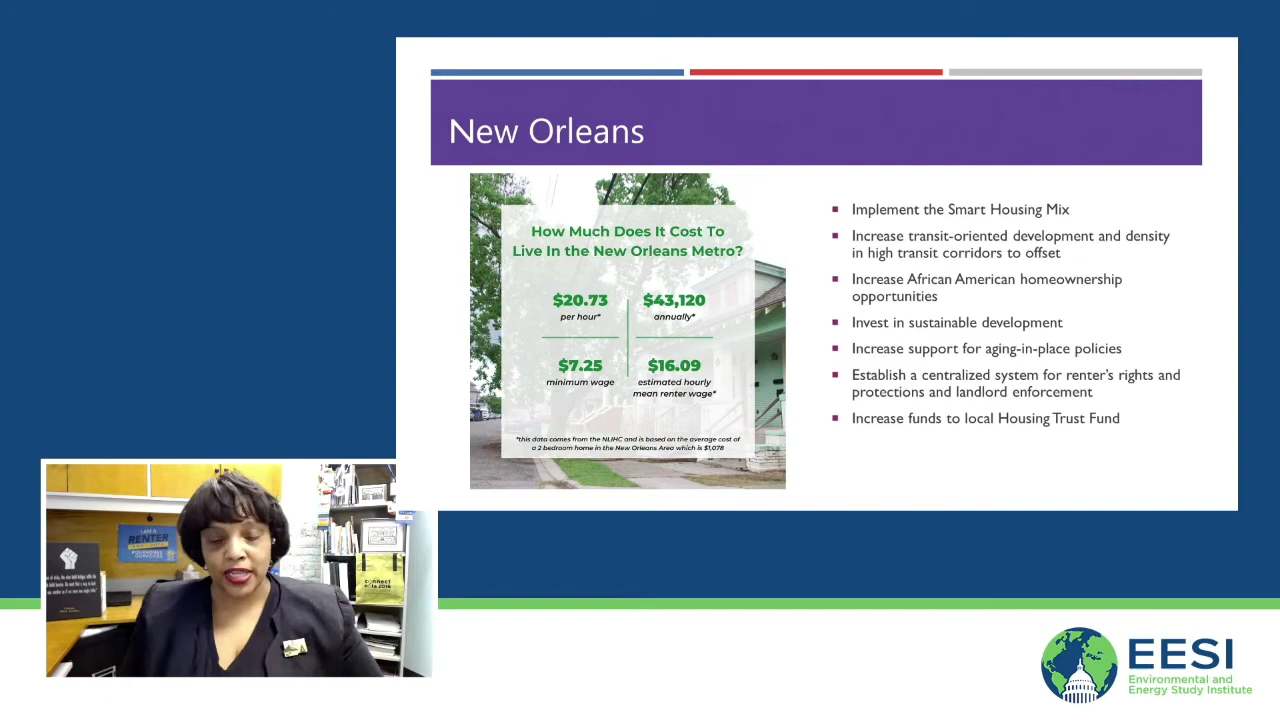 New Orleans
How Much Does It Cost To
Live In the New Orleans Metro?
$20.73
per hour*
$43,120
annually*
$7.25
minimum wage
$16.09
estimated hourly
mean renter wage*
*this data comes from the NLIHC and is based on the average cost of
a 2 bedroom home in the New Orleans Area which is $1,078
Implement the Smart Housing Mix
Increase transit-oriented development and density
in high transit corridors to offset
Increase African American homeownership
opportunities
Invest in sustainable development
Increase support for aging-in-place policies
Establish a centralized system for renter's rights and
protections and landlord enforcement
Increase funds to local Housing Trust Fund
I AM A
RENTER
connect
EESI
Environmental and
Energy Study Institute